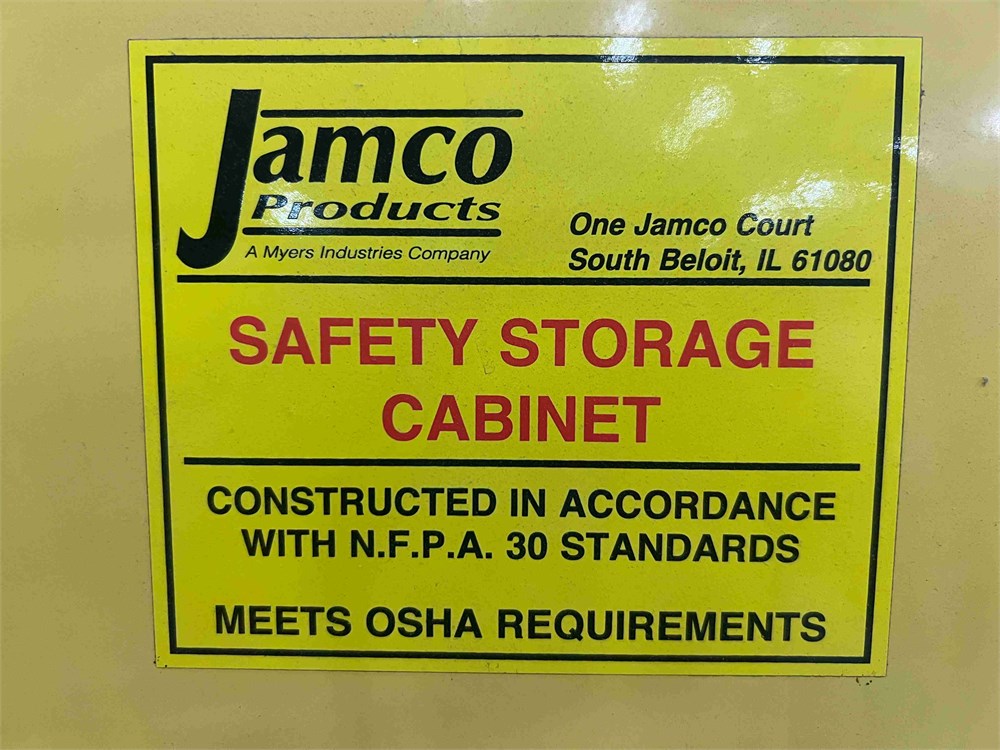 Jamco
Products
A Myers Industries Company
One Jamco Court
South Beloit, IL 61080
SAFETY STORAGE
CABINET
CONSTRUCTED IN ACCORDANCE
WITH N.F.P.A. 30 STANDARDS
MEETS OSHA REQUIREMENTS